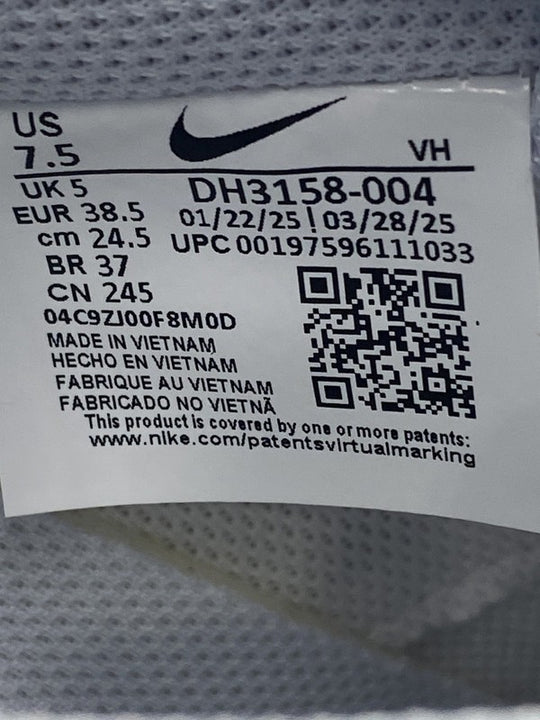 US
7.5
VH
UK 5
DH3158-004
EUR 38.5
01/22/25 | 03/28/25
cm 24.5
UPC 00197596111033
BR 37
CN 245
04C9ZJ00F8M0D
MADE IN VIETNAM
HECHO EN VIETNAM
FABRIQUE AU VIETNAM
FABRICADO NO VIETNÃ
This product is covered by one or more patents:
www.nike.com/patentsvirtualmarking